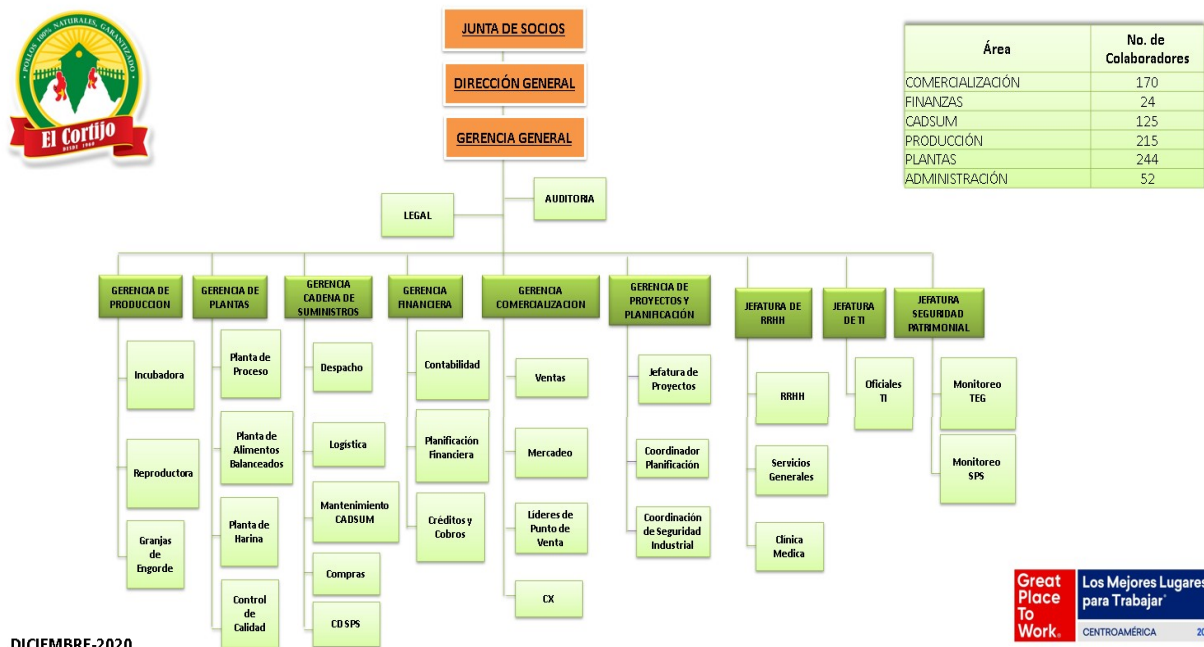 POLLOS 100% NATURALES, GARANTIZADO
El Cortijo
DESDE 1968
JUNTA DE SOCIOS
DIRECCIÓN GENERAL
GERENCIA GENERAL
Área
No. de
Colaboradores
COMERCIALIZACIÓN 170
FINANZAS 24
CADSUM 125
PRODUCCIÓN 215
PLANTAS 244
ADMINISTRACIÓN 52
LEGAL
AUDITORIA
GERENCIA DE
PRODUCCION
GERENCIA DE
PLANTAS
GERENCIA
CADENA DE
SUMINISTROS
GERENCIA
FINANCIERA
GERENCIA
COMERCIALIZACION
GERENCIA DE
PROYECTOS Y
PLANIFICACIÓN
JEFATURA DE
RRHH
JEFATURA
DE TI
JEFATURA
SEGURIDAD
PATRIMONIAL
Incubadora
Reproductora
Granjas
de
Engorde
Planta de
Proceso
Planta de
Alimentos
Balanceados
Planta de
Harina
Control
de
Calidad
Despacho
Logística
Mantenimiento
CADSUM
Compras
CD SPS
Contabilidad
Planificación
Financiera
Créditos y
Cobros
Ventas
Mercadeo
Líderes de
Punto de
Venta
CX
Jefatura de
Proyectos
Coordinador
Planificación
Coordinación
de Seguridad
Industrial
RRHH
Servicios
Generales
Clínica
Medica
Oficiales
TI
Monitoreo
TEG
Monitoreo
SPS
Great
Place
To
Work.
Los Mejores Lugares
para Trabajar
CENTROAMÉRICA 20
DICIEMBRE-2020